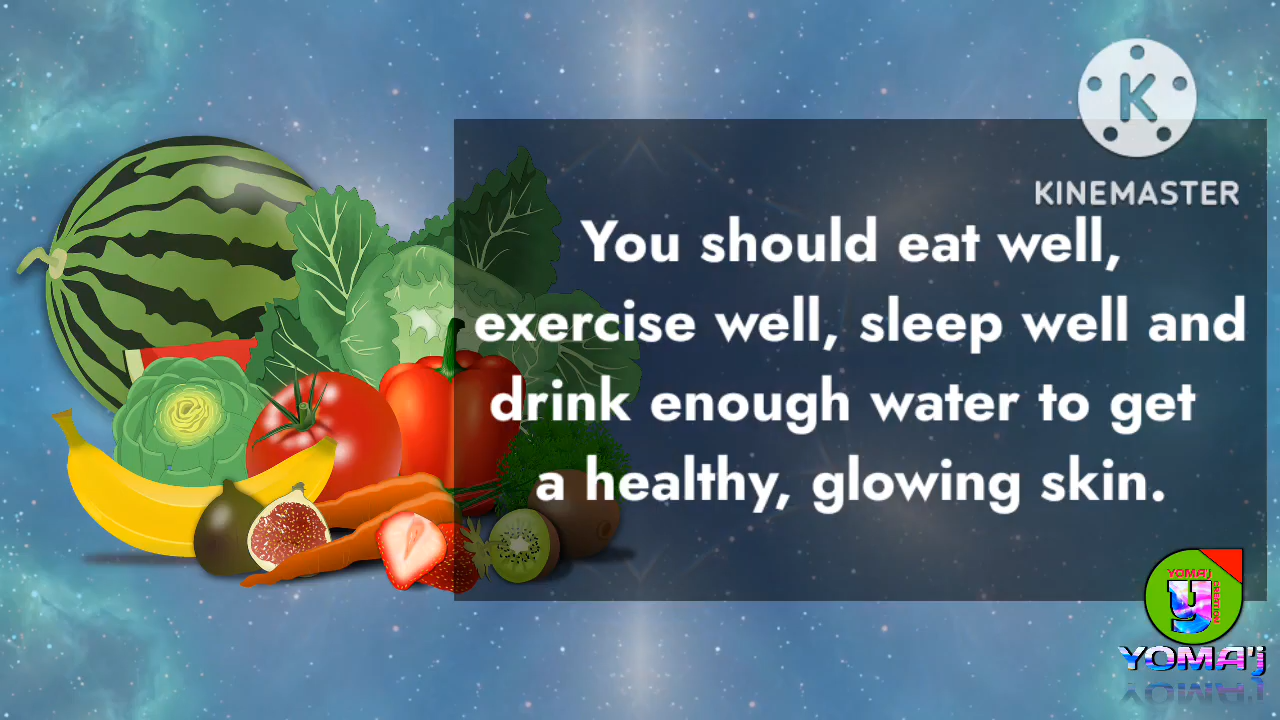 K
KINEMASTER
You should eat well,
exercise well, sleep well and
drink enough water to get
a healthy, glowing skin.
YOMA'j
CREATION
y
YOMA'j